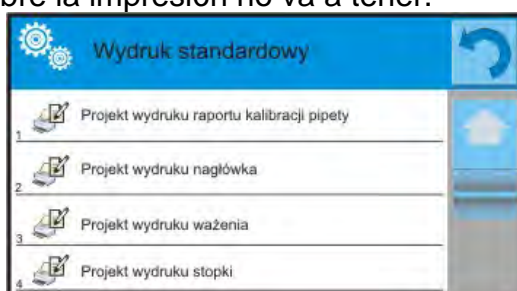 bre la impresión no va a tener.
Wydruk standardowy
1 Projekt wydruku raportu kalibracji pipety
2 Projekt wydruku nagłówka
3 Projekt wydruku ważenia
4 Projekt wydruku stopki